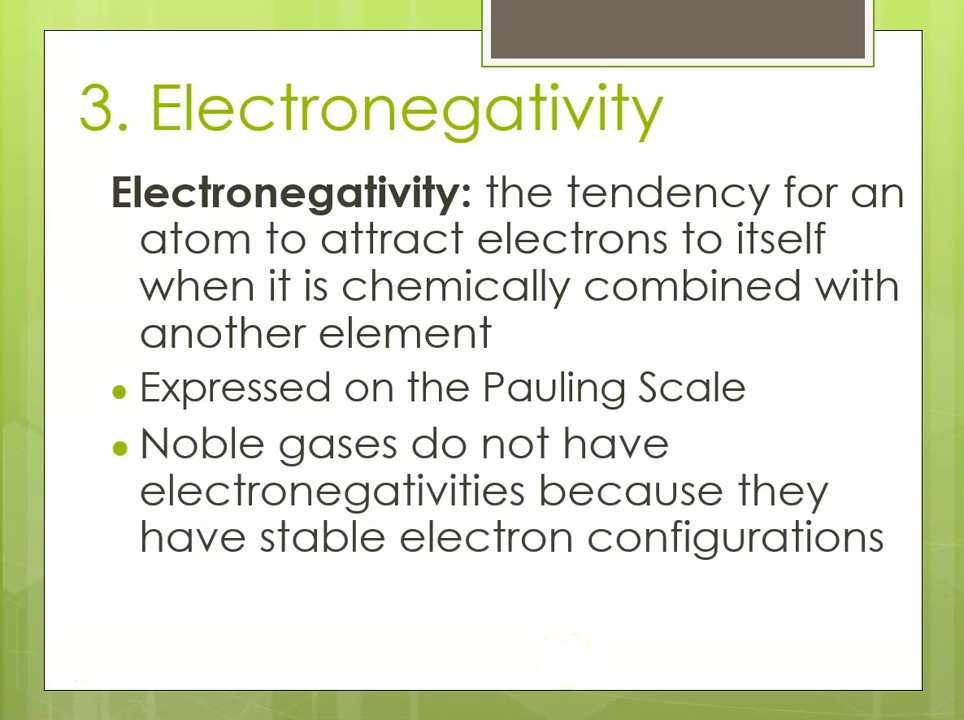 3. Electronegativity
Electronegativity: the tendency for an
atom to attract electrons to itself
when it is chemically combined with
another element
• Expressed on the Pauling Scale
• Noble gases do not have
electronegativities because they
have stable electron configurations